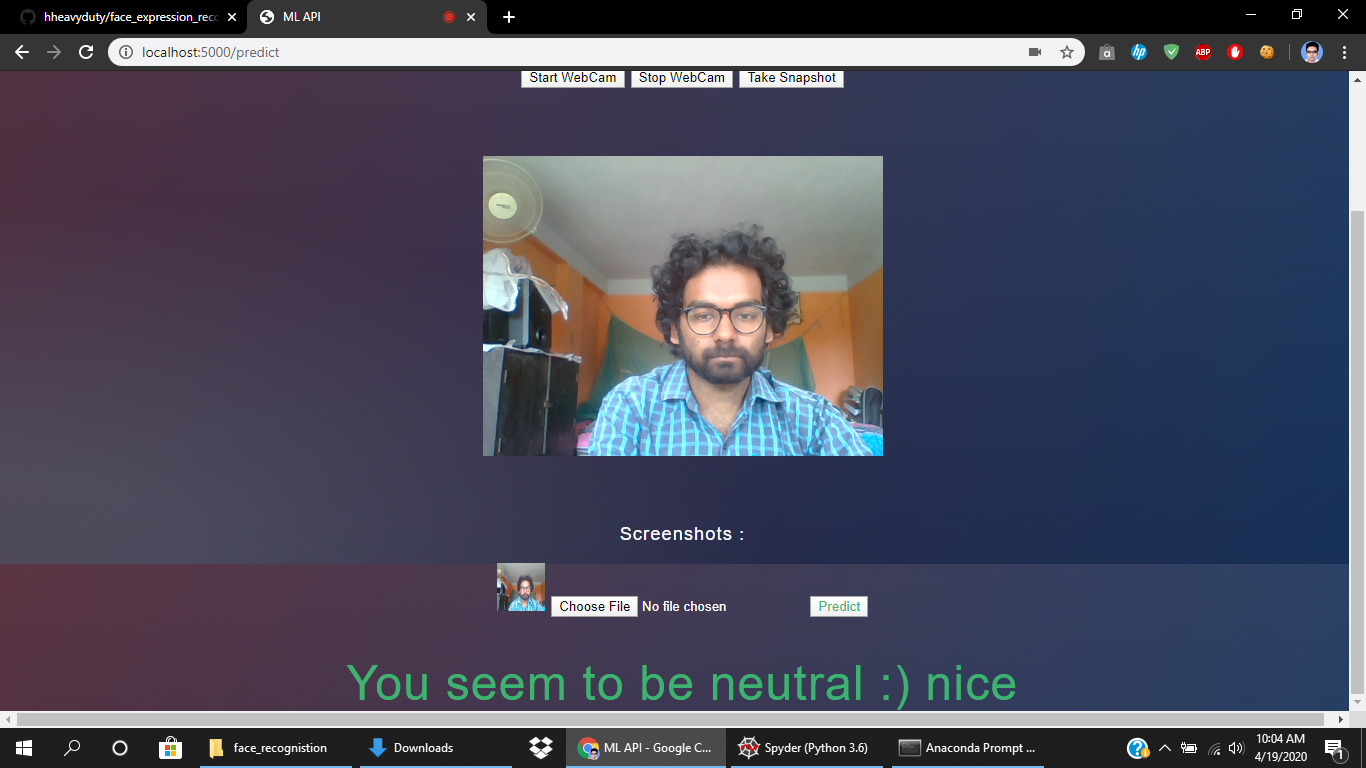 hheavyduty/face_expression_reco
ML API
localhost:5000/predict
a
hp
ABP
Start WebCam
Stop WebCam
Take Snapshot
Screenshots :
Choose File
No file chosen
Predict
You seem to be neutral :) nice
face_recognistion
Downloads
ML API - Google C...
Spyder (Python 3.6)
Anaconda Prompt ...
10:04 AM
4/19/2020
1